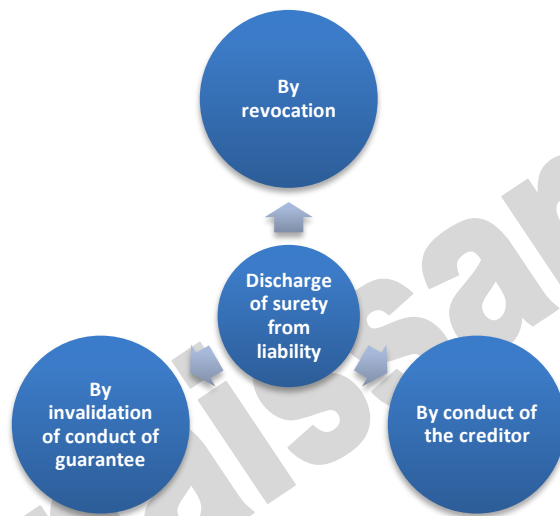 By
revocation
Discharge
of surety
from
liability
By
invalidation
of conduct of
guarantee
By conduct of
the creditor